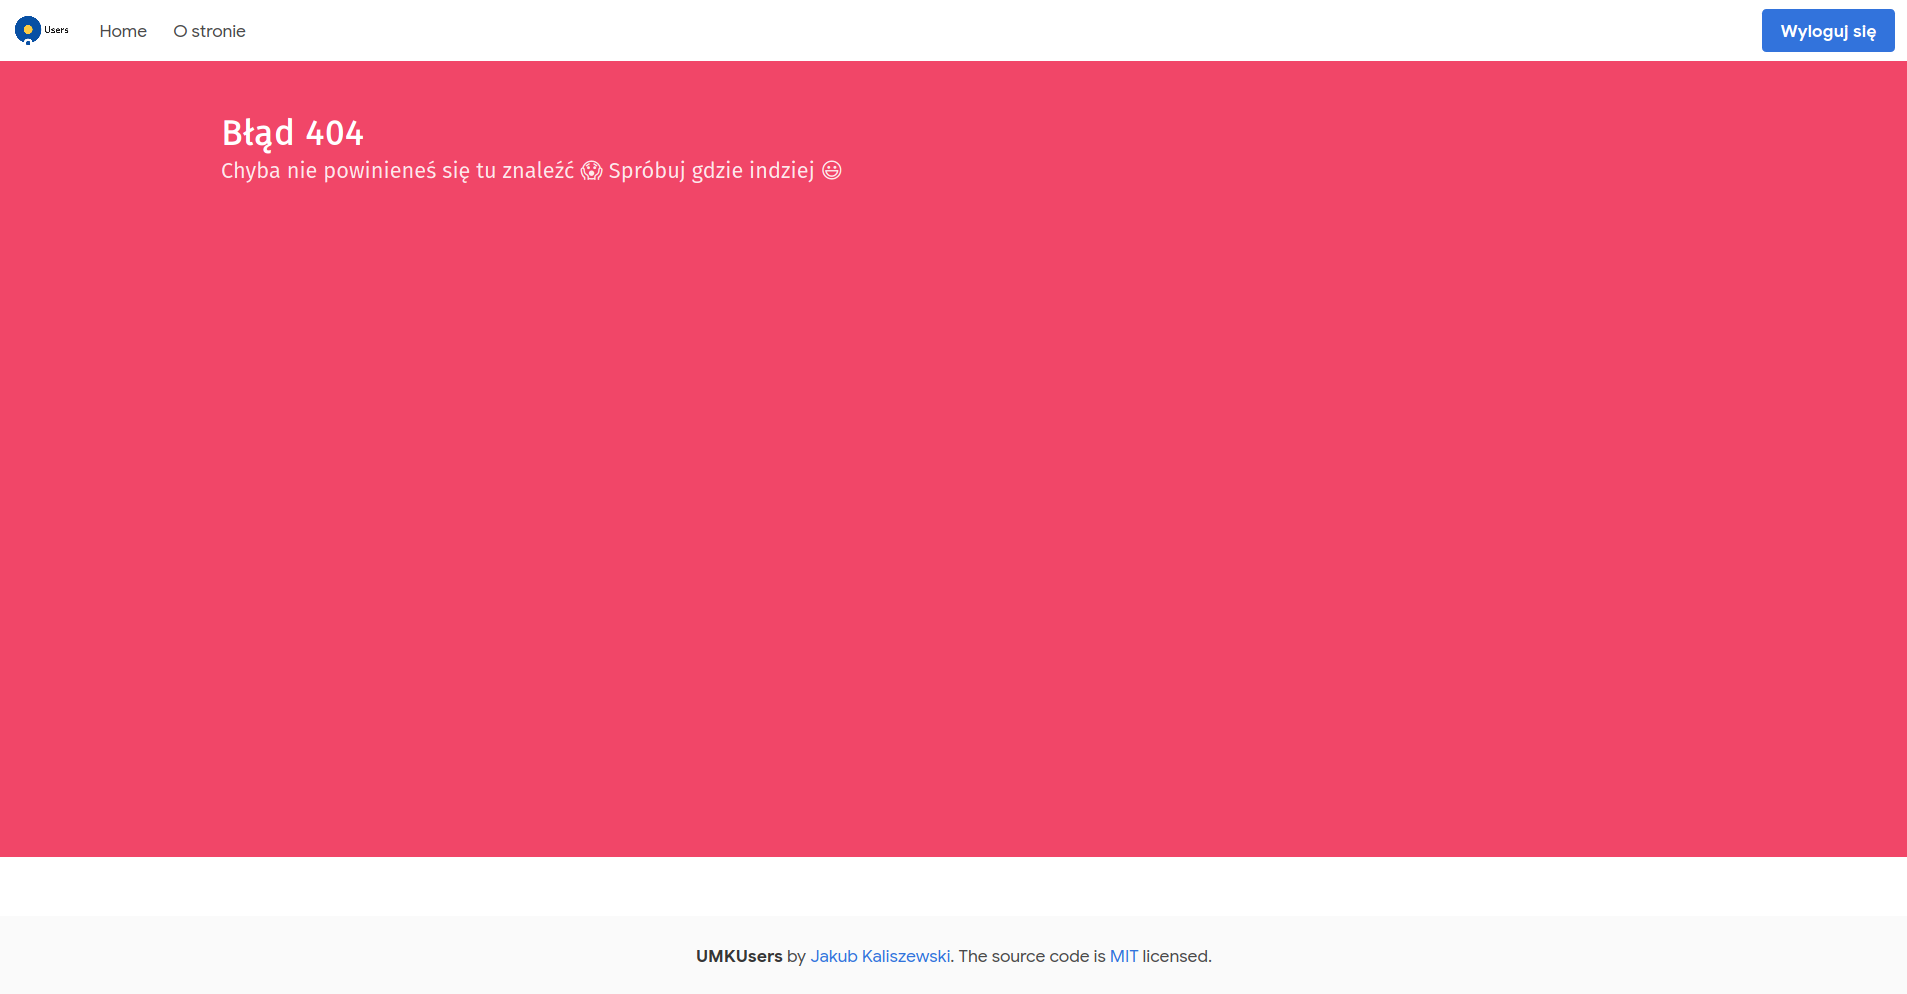 Users Home O stronie Wyloguj się
Błąd 404
Chyba nie powinieneś się tu znaleźć 😱 Spróbuj gdzie indziej 😃
UMKUsers by Jakub Kaliszewski. The source code is MIT licensed.